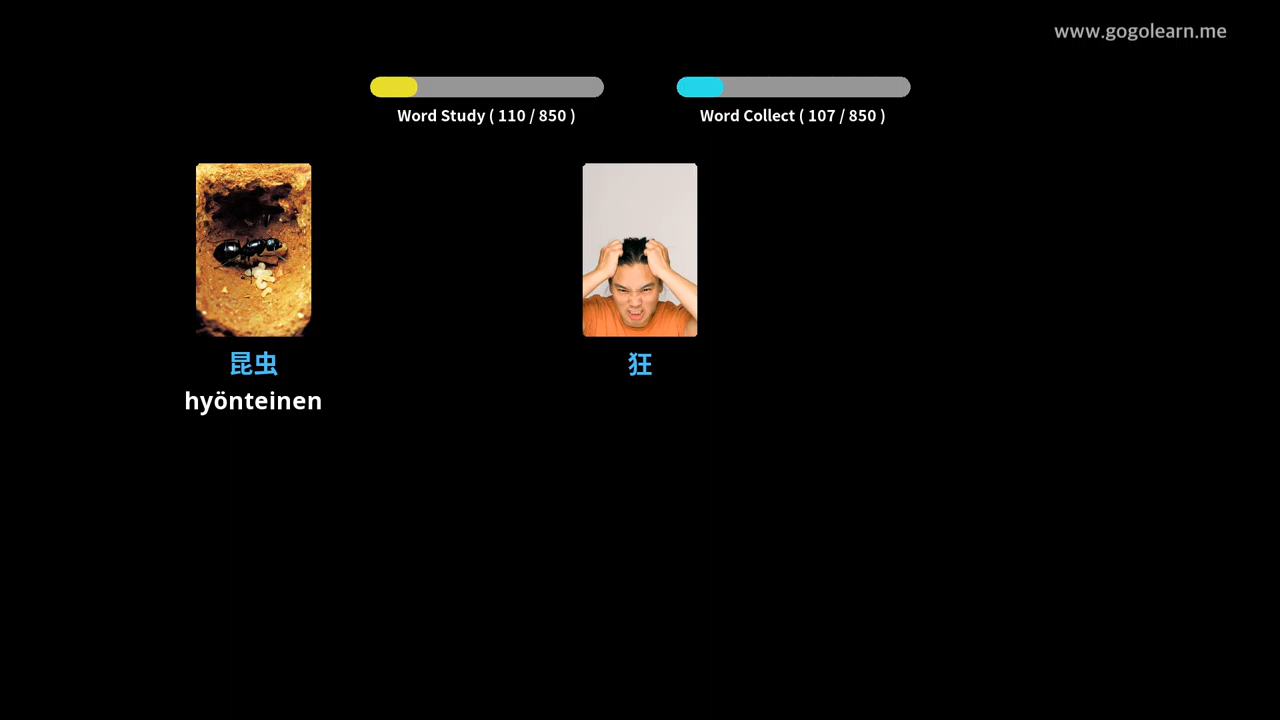 www.gogolearn.me
Word Study ( 110 / 850 )
Word Collect ( 107 / 850 )
昆虫
狂
hyönteinen